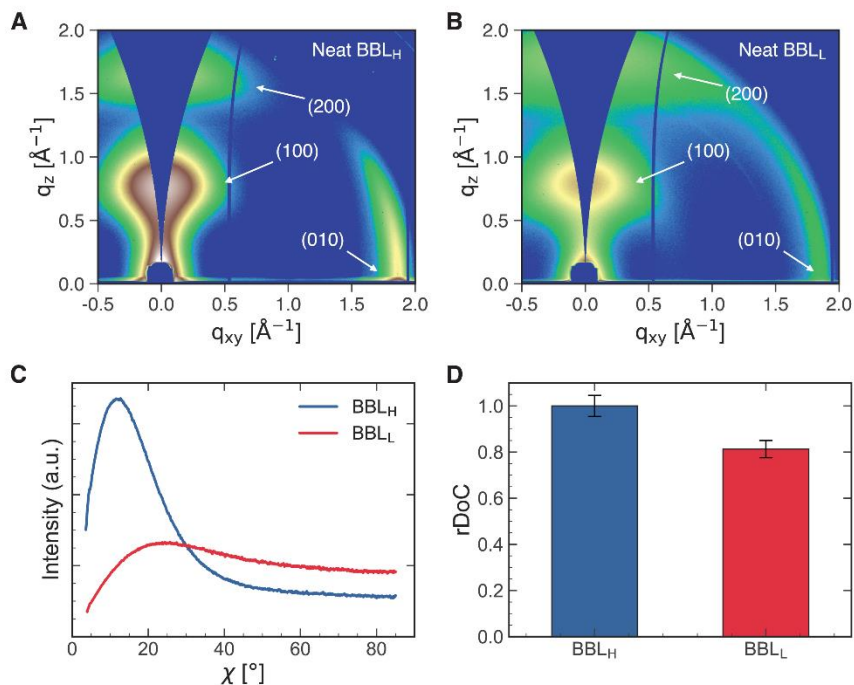 A
B
2.0
1.5
1.0
0.5
0.0
q_z [Å⁻¹]
Neat BBL_H
(200)
(100)
(010)
-0.5 0.0 0.5 1.0 1.5 2.0
q_xy [Å⁻¹]
2.0
1.5
1.0
0.5
0.0
q_z [Å⁻¹]
Neat BBL_L
(200)
(100)
(010)
-0.5 0.0 0.5 1.0 1.5 2.0
q_xy [Å⁻¹]
C
Intensity (a.u.)
BBL_H
BBL_L
0 20 40 60 80
χ [°]
D
rDoC
1.0
0.8
0.6
0.4
0.2
0.0
BBL_H BBL_L